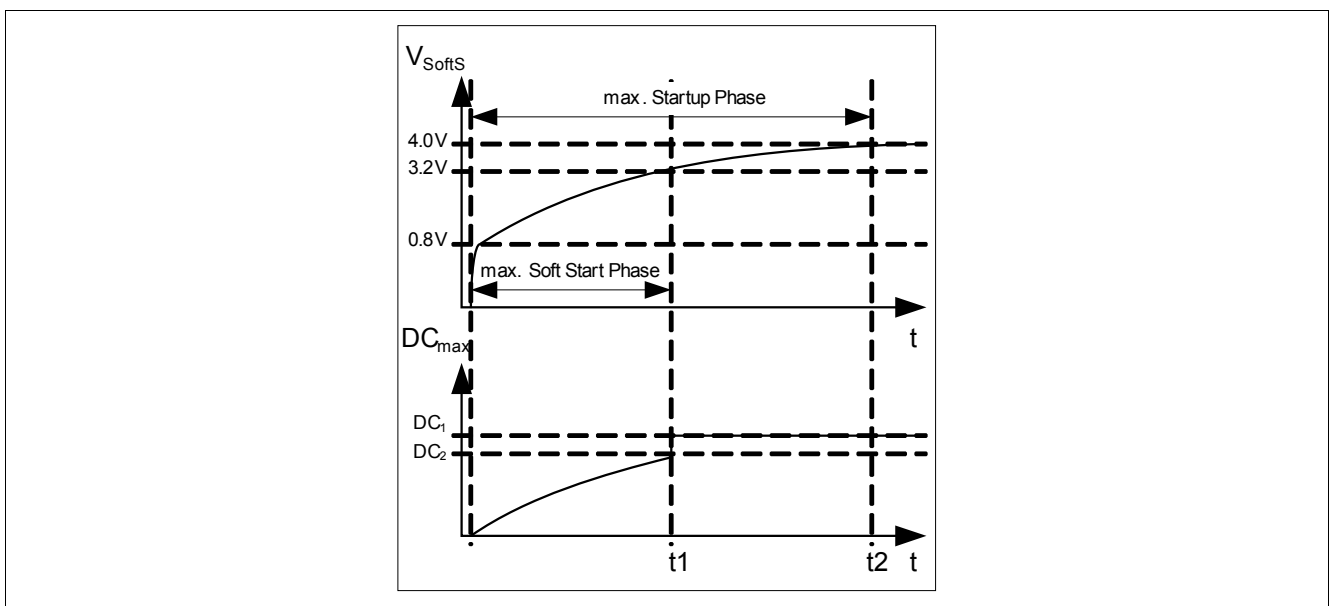 V_SoftS
max. Startup Phase
4.0V
3.2V
0.8V
max. Soft Start Phase
t
DC_max
DC_1
DC_2
t1
t2
t